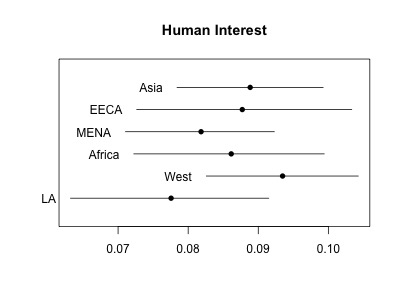 Human Interest
Asia
EECA
MENA
Africa
West
LA
0.07 0.08 0.09 0.10